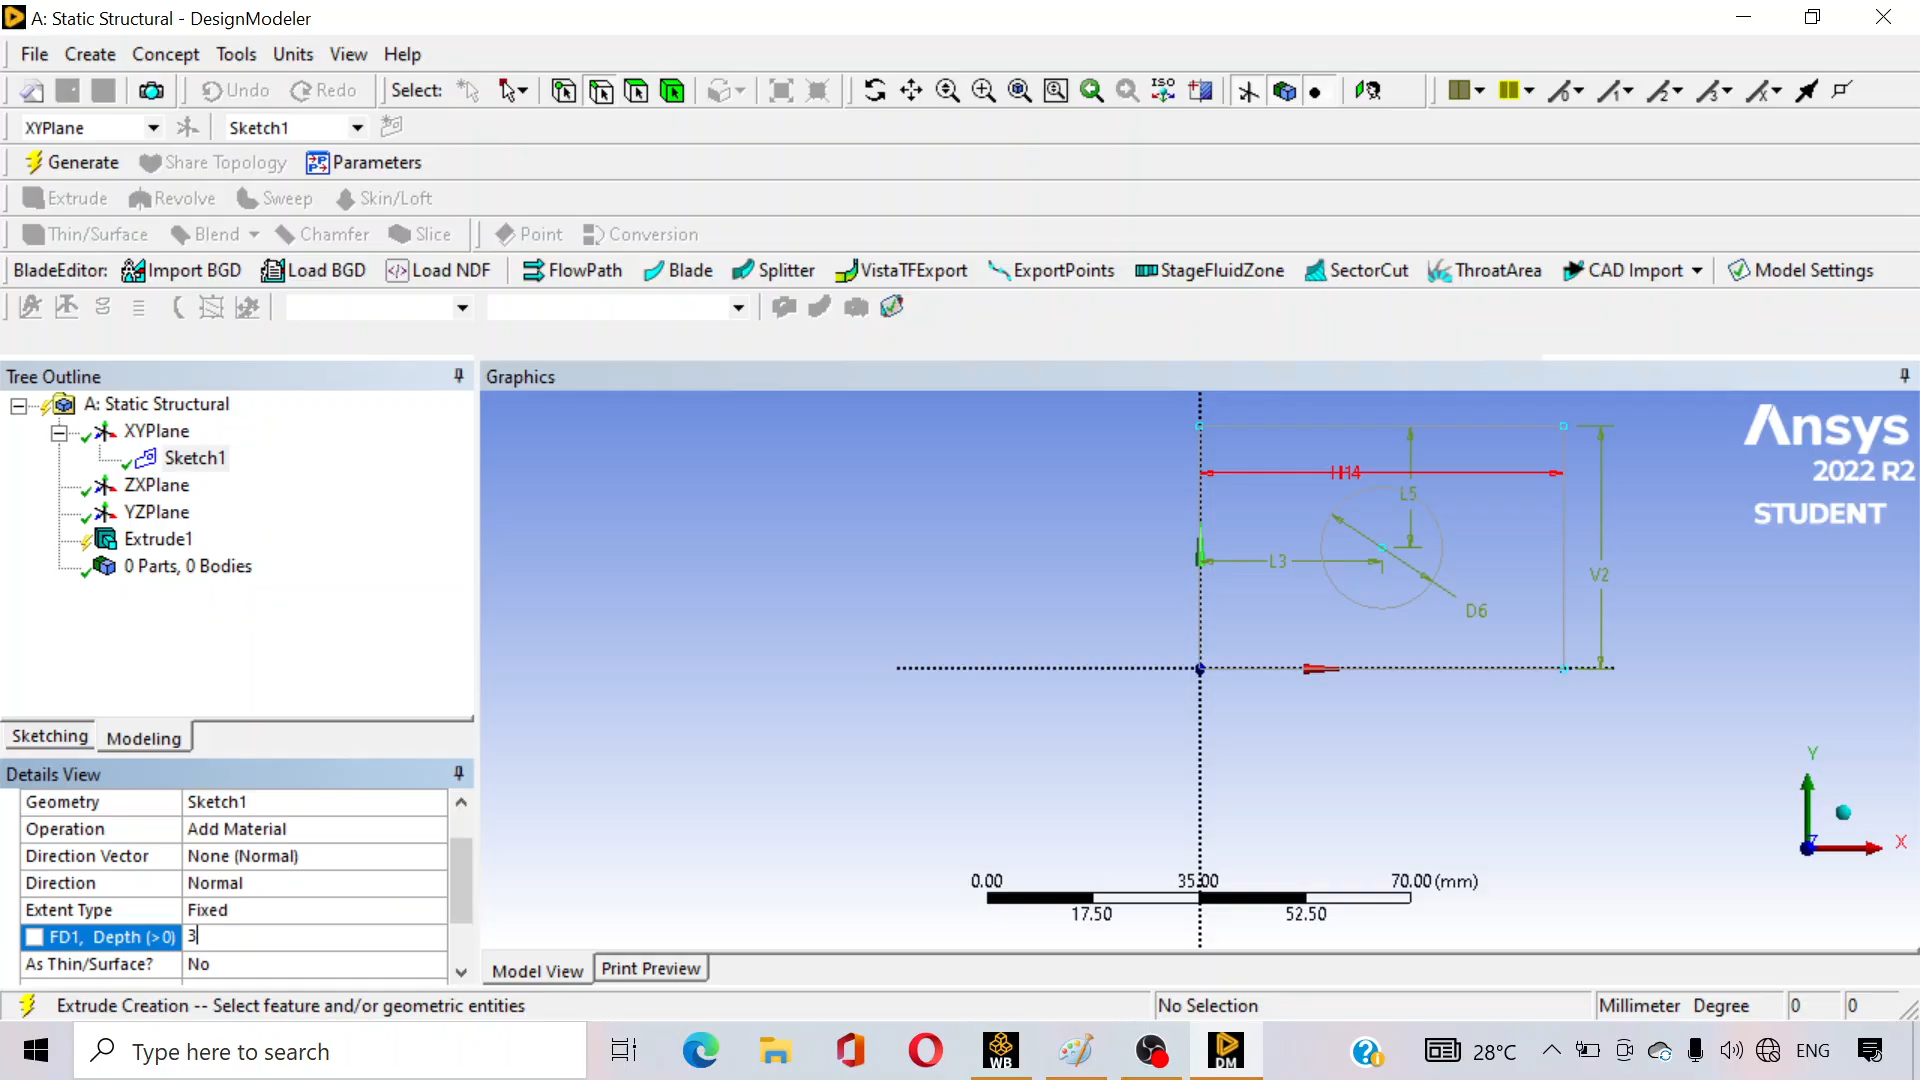 A: Static Structural - DesignModeler
File Create Concept Tools Units View Help
Undo Redo Select: ISO
XYPlane Sketch1
Generate Share Topology Parameters
Extrude Revolve Sweep Skin/Loft
Thin/Surface Blend Chamfer Slice Point Conversion
BladeEditor: Import BGD Load BGD Load NDF FlowPath Blade Splitter VistaTFExport ExportPoints StageFluidZone SectorCut ThroatArea CAD Import Model Settings
Tree Outline
A: Static Structural
XYPlane
Sketch1
ZXPlane
YZPlane
Extrude1
0 Parts, 0 Bodies
Sketching Modeling
Details View
Geometry Sketch1
Operation Add Material
Direction Vector None (Normal)
Direction Normal
Extent Type Fixed
FD1, Depth (>0) 3
As Thin/Surface? No
Graphics
Ansys
2022 R2
STUDENT
H14
L5
L3
V2
D6
Y
Z
X
0.00 35.00 70.00 (mm)
17.50 52.50
Model View Print Preview
Extrude Creation -- Select feature and/or geometric entities No Selection Millimeter Degree 0 0
Type here to search WB DM 28°C ENG